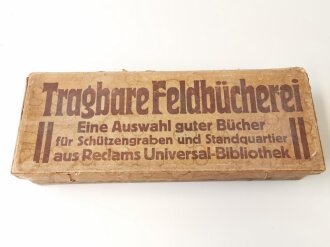 Tragbare Feldbücherei
Eine Auswahl guter Bücher
für Schützengraben und Standquartier
aus Reclams Universal-Bibliothek